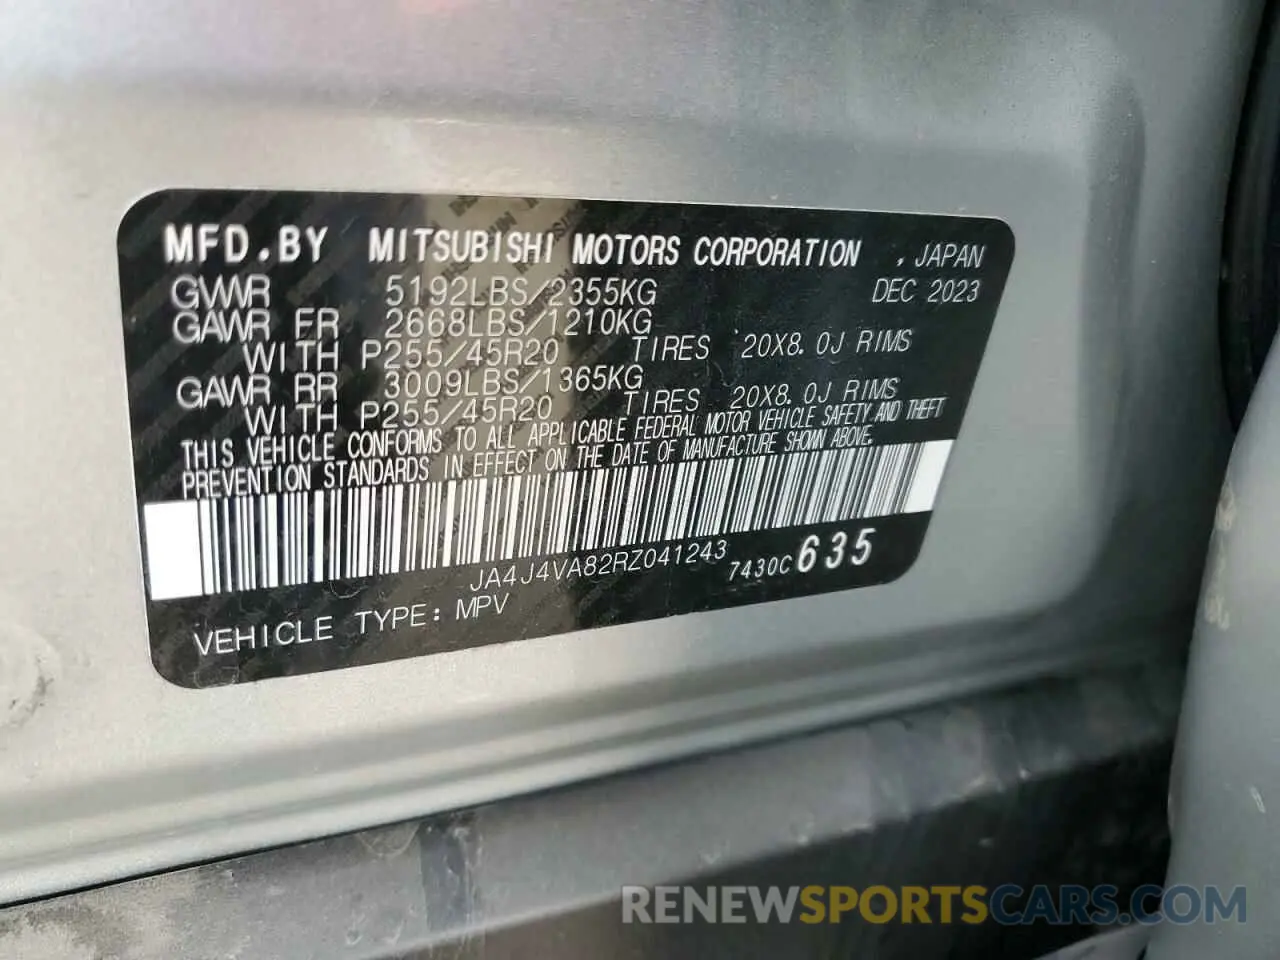 MFD.BY MITSUBISHI MOTORS CORPORATION , JAPAN
GVWR 5192LBS/2355KG DEC 2023
GAWR FR 2668LBS/1210KG
WITH P255/45R20 TIRES 20X8.0J RIMS
GAWR RR 3009LBS/1365KG
WITH P255/45R20 TIRES 20X8.0J RIMS
THIS VEHICLE CONFORMS TO ALL APPLICABLE FEDERAL MOTOR VEHICLE SAFETY AND THEFT
PREVENTION STANDARDS IN EFFECT ON THE DATE OF MANUFACTURE SHOWN ABOVE.
JA4J4VA82RZ041243 7430C 635
VEHICLE TYPE: MPV
RENEWSPORTSCARS.COM